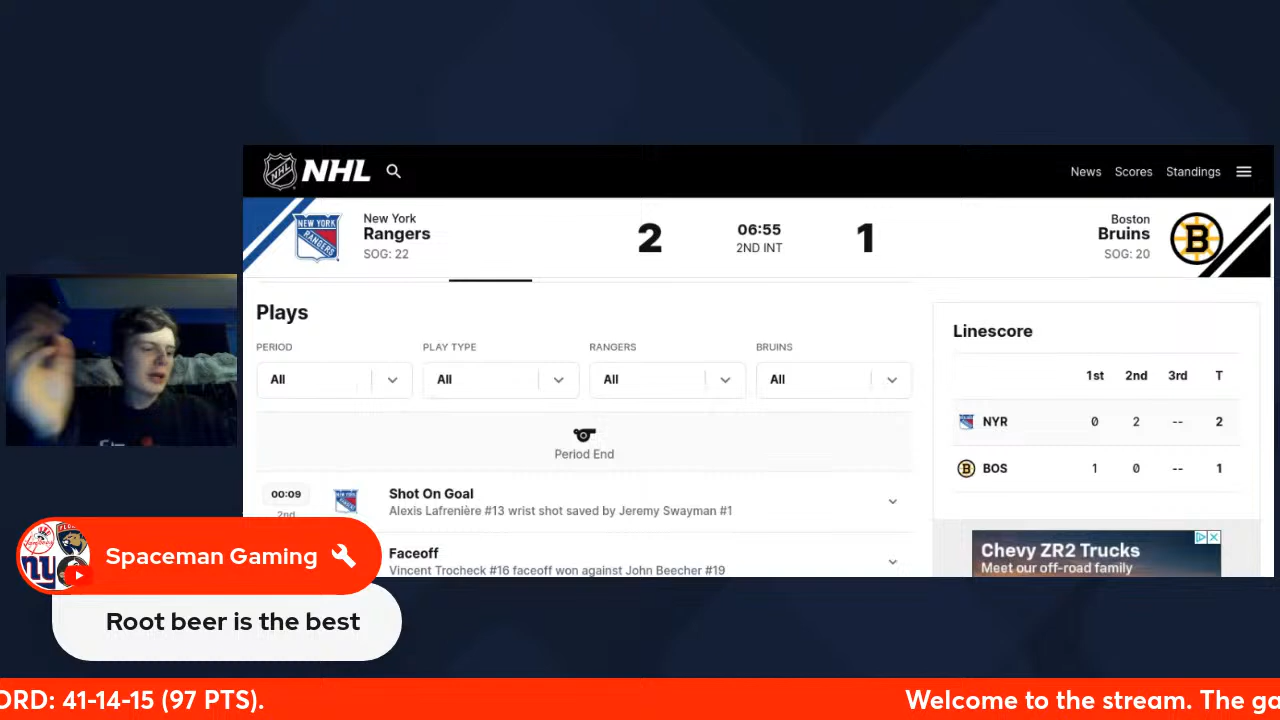 NHL
News Scores Standings
NEW YORK
RANGERS
New York
Rangers
SOG: 22
2
06:55
2ND INT
1
Boston
Bruins
SOG: 20
B
Plays
PERIOD PLAY TYPE RANGERS BRUINS
All All All All
Period End
00:09
2nd
Shot On Goal
Alexis Lafrenière #13 wrist shot saved by Jeremy Swayman #1
Faceoff
Vincent Trocheck #16 faceoff won against John Beecher #19
Linescore
1st 2nd 3rd T
NYR 0 2 -- 2
BOS 1 0 -- 1
Chevy ZR2 Trucks
Meet our off-road family
Spaceman Gaming
Root beer is the best
ORD: 41-14-15 (97 PTS). Welcome to the stream. The ga